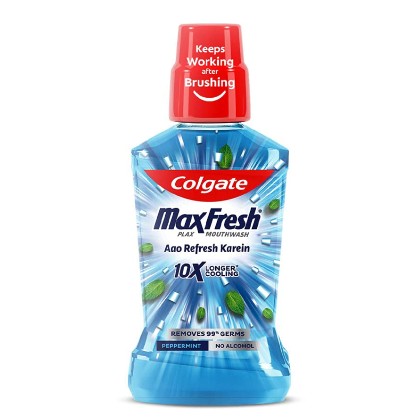 Keeps
Working
after
Brushing
Colgate
MaxFresh®
PLAX MOUTHWASH
Aao Refresh Karein
10X LONGER^
COOLING
REMOVES 99% GERMS
PEPPERMINT NO ALCOHOL